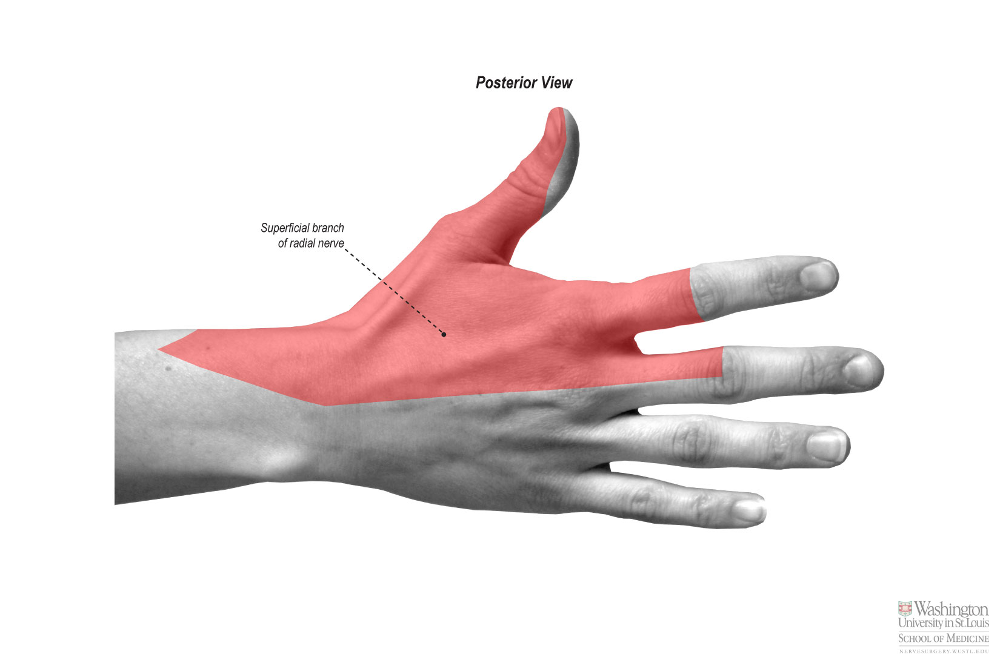 Posterior View
Superficial branch
of radial nerve
Washington
University in St. Louis
SCHOOL OF MEDICINE
NERVESURGERY.WUSTL.EDU